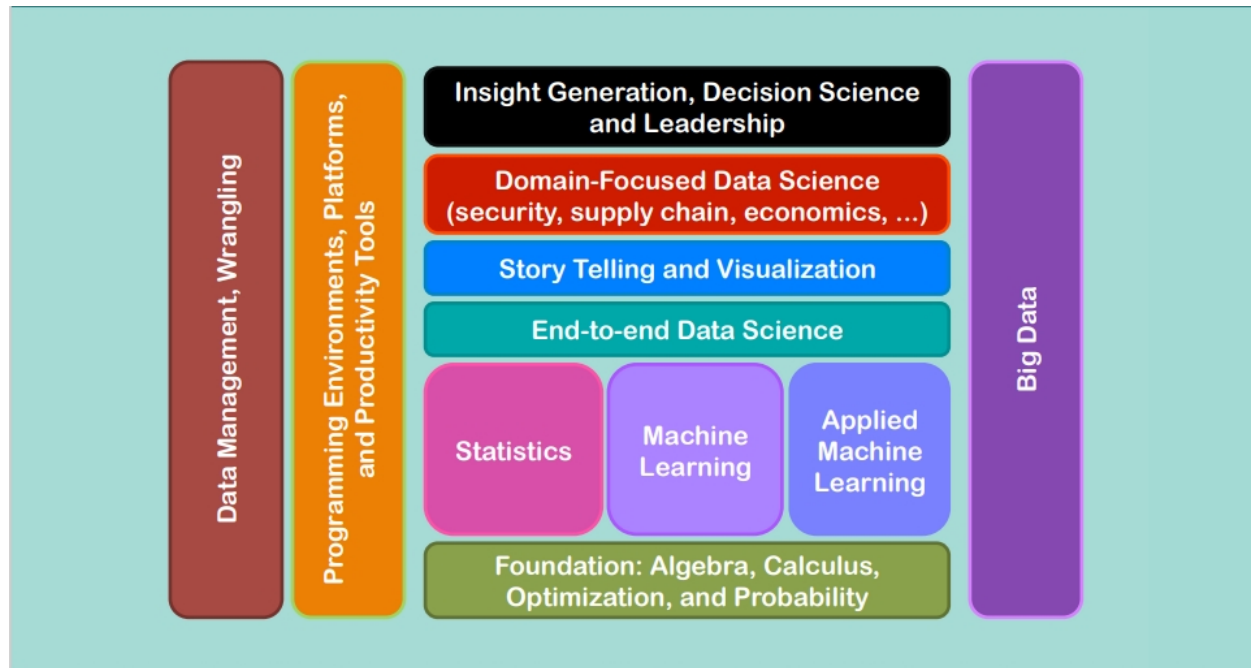 Data Management, Wrangling
Programming Environments, Platforms,
and Productivity Tools
Insight Generation, Decision Science
and Leadership
Domain-Focused Data Science
(security, supply chain, economics, ...)
Story Telling and Visualization
End-to-end Data Science
Statistics
Machine
Learning
Applied
Machine
Learning
Foundation: Algebra, Calculus,
Optimization, and Probability
Big Data